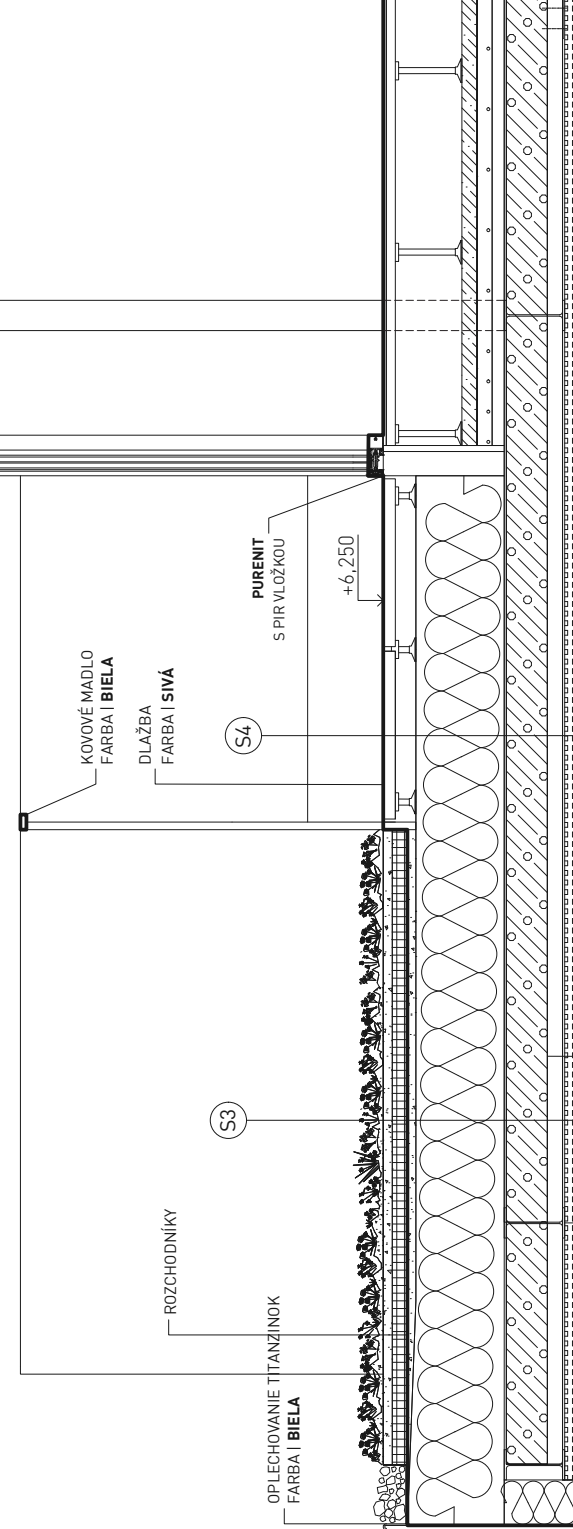 OPLECHOVANIE TITANZINOK
FARBA | BIELA
ROZCHODNÍKY
S3
KOVOVÉ MADLO
FARBA | BIELA
DLAŽBA
FARBA | SIVÁ
S4
PURENIT
S PIR VLOŽKOU
+6,250